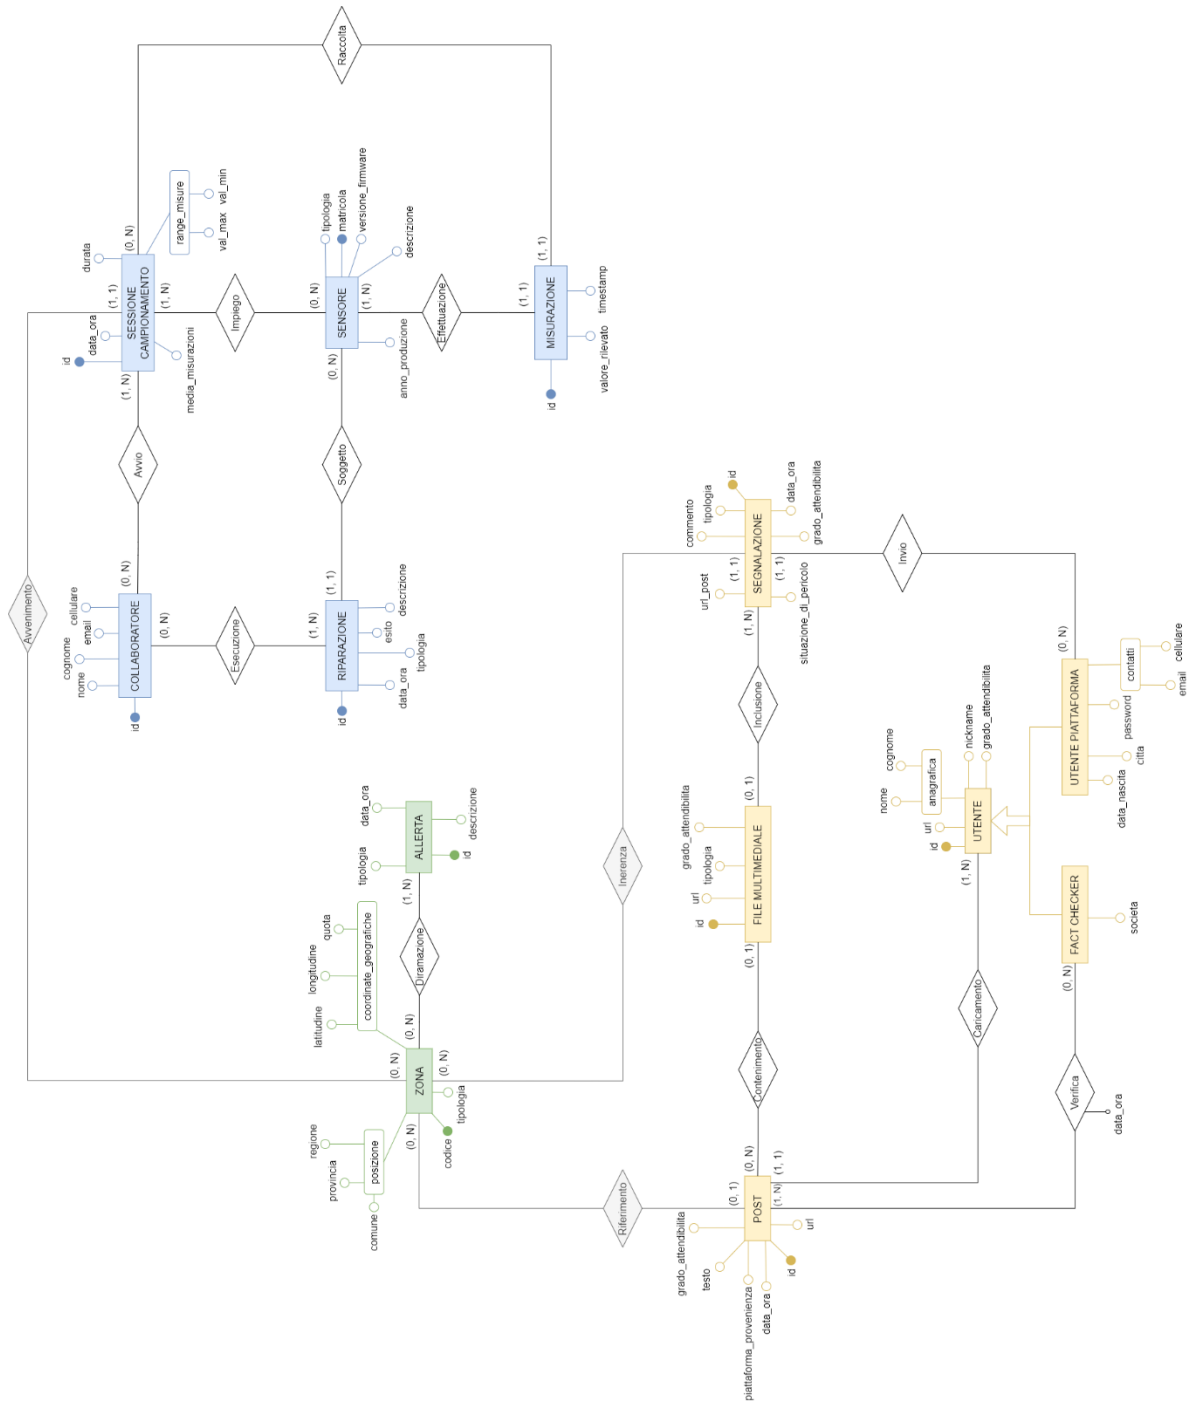 Avvenimento
cognome
nome
email
cellulare
COLLABORATORE
id
(0, N)
(0, N)
Avvio
(1, N)
id
data_ora
durata
(1, 1)
SESSIONE
CAMPIONAMENTO
(0, N)
(1, N)
media_misurazioni
range_misure
val_max
val_min
Raccolta
Esecuzione
Impiego
(1, N)
RIPARAZIONE
(1, 1)
id
data_ora
tipologia
esito
descrizione
Soggetto
(0, N)
(0, N)
SENSORE
(1, N)
tipologia
matricola
versione_firmware
descrizione
anno_produzione
Effettuazione
(1, 1)
(1, 1)
MISURAZIONE
id
valore_rilevato
timestamp
regione
provincia
comune
posizione
latitudine
longitudine
quota
coordinate_geografiche
(0, N)
(0, N)
(0, N)
(0, N)
ZONA
codice
tipologia
Diramazione
(1, N)
ALLERTA
tipologia
data_ora
descrizione
id
Riferimento
Inerenza
grado_attendibilita
testo
piattaforma_provenienza
data_ora
id
url
POST
(0, 1)
(0, N)
(1, 1)
(1, N)
Contenimento
(0, 1)
FILE MULTIMEDIALE
(0, 1)
id
url
tipologia
grado_attendibilita
Inclusione
(1, N)
(1, 1)
(1, 1)
SEGNALAZIONE
url_post
commento
tipologia
id
data_ora
grado_attendibilita
situazione_di_pericolo
Invio
Caricamento
(1, N)
UTENTE
id
url
nome
cognome
anagrafica
nickname
grado_attendibilita
Verifica
data_ora
(0, N)
FACT CHECKER
societa
UTENTE PIATTAFORMA
(0, N)
data_nascita
citta
password
contatti
email
cellulare